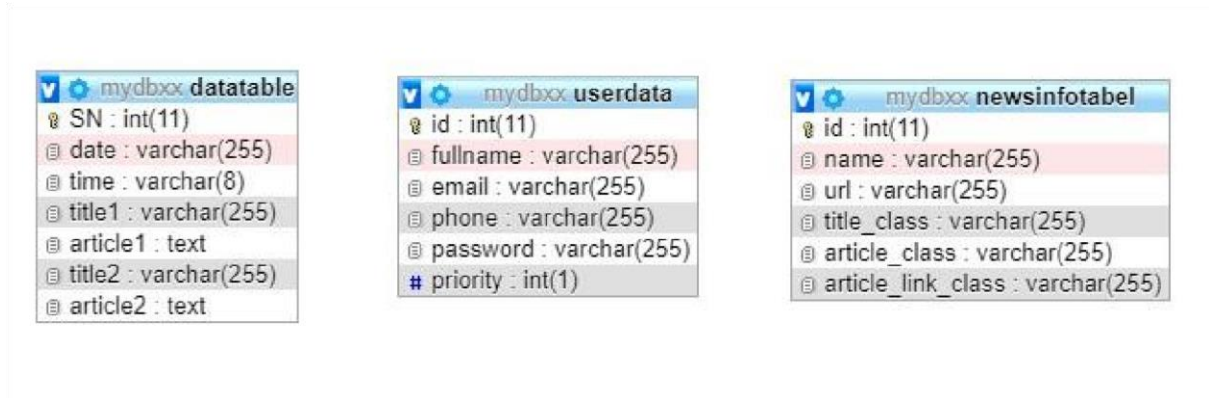 mydbxx datatable
SN : int(11)
date : varchar(255)
time : varchar(8)
title1 : varchar(255)
article1 : text
title2 : varchar(255)
article2 : text
mydbxx userdata
id : int(11)
fullname : varchar(255)
email : varchar(255)
phone : varchar(255)
password : varchar(255)
# priority : int(1)
mydbxx newsinfotabel
id : int(11)
name : varchar(255)
url : varchar(255)
title_class : varchar(255)
article_class : varchar(255)
article_link_class : varchar(255)